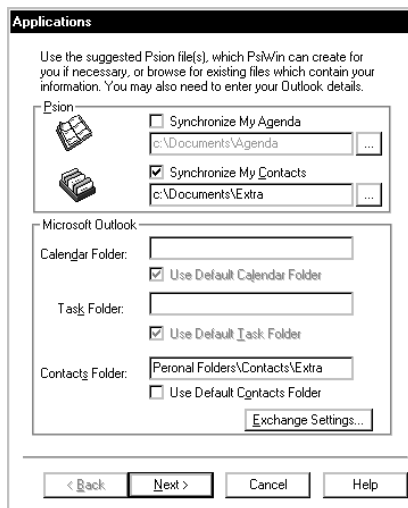 Applications
Use the suggested Psion file(s), which PsiWin can create for
you if necessary, or browse for existing files which contain your
information. You may also need to enter your Outlook details.
Psion
Synchronize My Agenda
c:\Documents\Agenda
...
Synchronize My Contacts
c:\Documents\Extra
...
Microsoft Outlook
Calendar Folder:
Use Default Calendar Folder
Task Folder:
Use Default Task Folder
Contacts Folder:
Peronal Folders\Contacts\Extra
Use Default Contacts Folder
Exchange Settings...
< Back
Next >
Cancel
Help